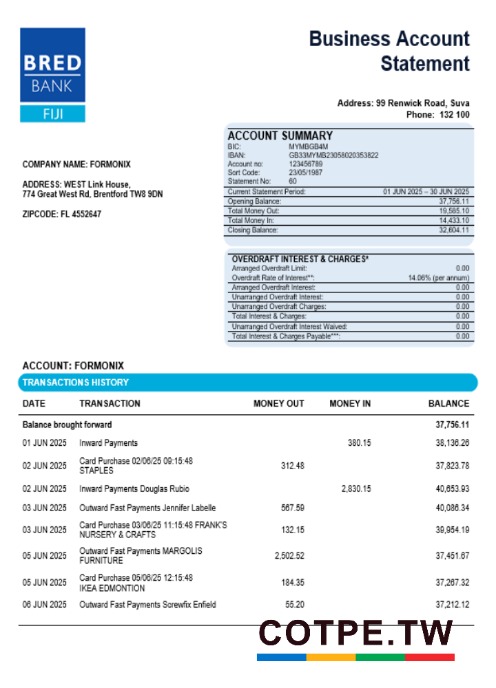 BRED
BANK
FIJI
Business Account
Statement
Address: 99 Renwick Road, Suva
Phone: 132 100
COMPANY NAME: FORMONIX
ADDRESS: WEST Link House,
774 Great West Rd, Brentford TW8 9DN
ZIPCODE: FL 4552647
ACCOUNT SUMMARY
BIC: MYMBGB4M
IBAN: GB33MYMB23058020353822
Account no: 123456789
Sort Code: 23/05/1987
Statement No: 60
Current Statement Period: 01 JUN 2025 – 30 JUN 2025
Opening Balance: 37,756.11
Total Money Out: 19,585.10
Total Money In: 14,433.10
Closing Balance: 32,604.11
OVERDRAFT INTEREST & CHARGES*
Arranged Overdraft Limit: 0.00
Overdraft Rate of Interest**: 14.06% (per annum)
Arranged Overdraft Interest: 0.00
Unarranged Overdraft Interest: 0.00
Unarranged Overdraft Charges: 0.00
Total Interest & Charges: 0.00
Unarranged Overdraft Interest Waived: 0.00
Total Interest & Charges Payable***: 0.00
ACCOUNT: FORMONIX
TRANSACTIONS HISTORY
DATE TRANSACTION MONEY OUT MONEY IN BALANCE
Balance brought forward 37,756.11
01 JUN 2025 Inward Payments 380.15 38,136.26
02 JUN 2025 Card Purchase 02/06/25 09:15:48 312.48 37,823.78
STAPLES
02 JUN 2025 Inward Payments Douglas Rubio 2,830.15 40,653.93
03 JUN 2025 Outward Fast Payments Jennifer Labelle 567.59 40,086.34
03 JUN 2025 Card Purchase 03/06/25 11:15:48 FRANK'S 132.15 39,954.19
NURSERY & CRAFTS
05 JUN 2025 Outward Fast Payments MARGOLIS 2,502.52 37,451.67
FURNITURE
05 JUN 2025 Card Purchase 05/06/25 12:15:48 184.35 37,267.32
IKEA EDMONTION
06 JUN 2025 Outward Fast Payments Screwfix Enfield 55.20 37,212.12
COTPE.TW